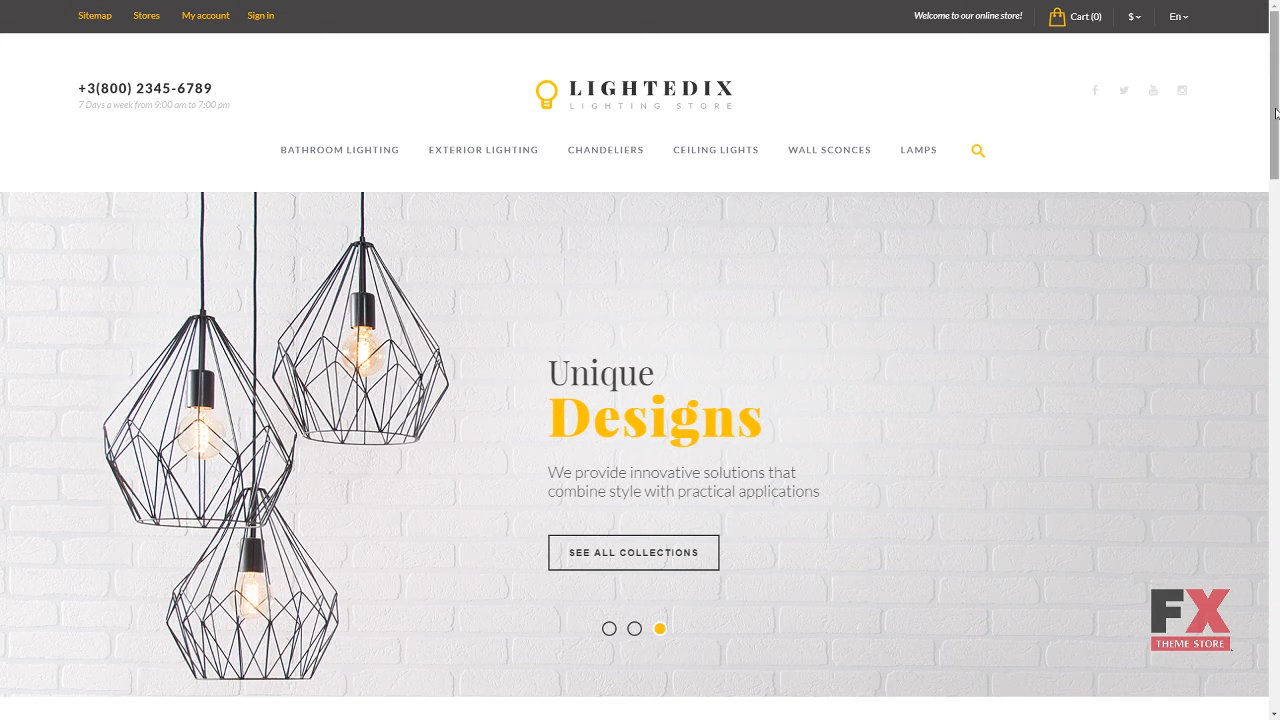 Sitemap Stores My account Sign in Welcome to our online store! Cart (0) $ En
+3(800) 2345-6789
7 Days a week from 9:00 am to 7:00 pm
LIGHTEDIX
LIGHTING STORE
BATHROOM LIGHTING EXTERIOR LIGHTING CHANDELIERS CEILING LIGHTS WALL SCONCES LAMPS
Unique
Designs
We provide innovative solutions that
combine style with practical applications
SEE ALL COLLECTIONS
FX
THEME STORE